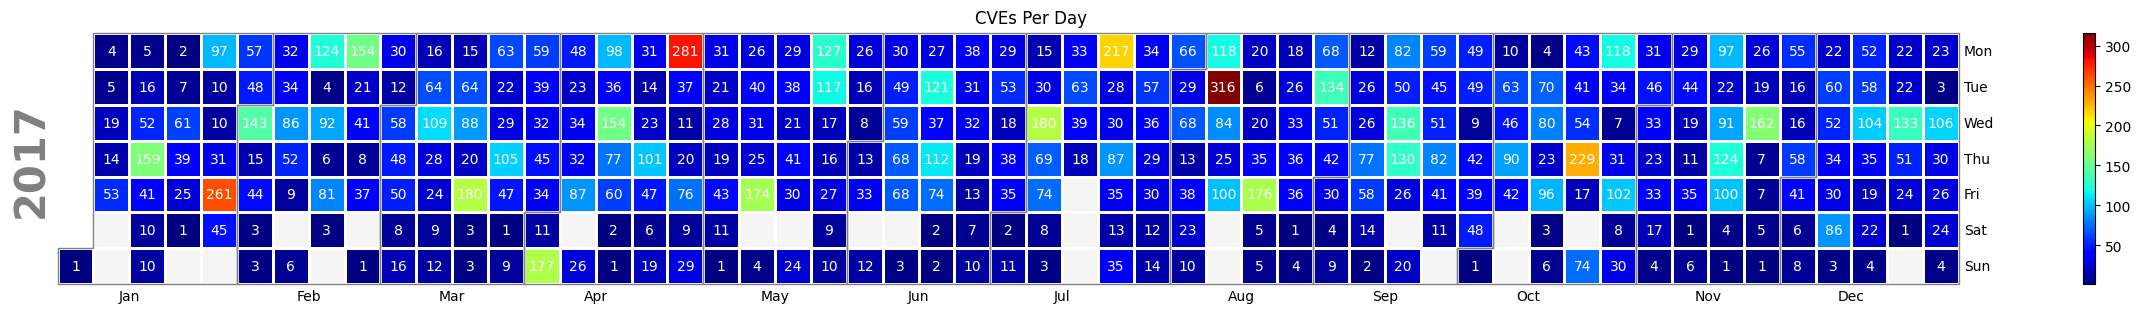 CVEs Per Day
4 5 2 97 57 32 124 154 30 16 15 63 59 48 98 31 281 31 26 29 127 26 30 27 38 29 15 33 217 34 66 118 20 18 68 12 82 59 49 10 4 43 118 31 29 97 26 55 22 52 22 23 Mon
5 16 7 10 48 34 4 21 12 64 64 22 39 23 36 14 37 21 40 38 117 16 49 121 31 53 30 63 28 57 29 316 6 26 134 26 50 45 49 63 70 41 34 46 44 22 19 16 60 58 22 3 Tue
19 52 61 10 143 86 92 41 58 109 88 29 32 34 154 23 11 28 31 21 17 8 59 37 32 18 180 39 30 36 68 84 20 33 51 26 136 51 9 46 80 54 7 33 19 91 162 16 52 104 133 106 Wed
14 159 39 31 15 52 6 8 48 28 20 105 45 32 77 101 20 19 25 41 16 13 68 112 19 38 69 18 87 29 13 25 35 36 42 77 130 82 42 90 23 229 31 23 11 124 7 58 34 35 51 30 Thu
53 41 25 261 44 9 81 37 50 24 180 47 34 87 60 47 76 43 174 30 27 33 68 74 13 35 74 35 30 38 100 176 36 30 58 26 41 39 42 96 17 102 33 35 100 7 41 30 19 24 26 Fri
10 1 45 3 3 8 9 3 1 11 2 6 9 11 9 2 7 2 8 13 12 23 5 1 4 14 11 48 3 8 17 1 4 5 6 86 22 1 24 Sat
1 10 3 6 1 16 12 3 9 177 26 1 19 29 1 4 24 10 12 3 2 10 11 3 35 14 10 5 4 9 2 20 1 6 74 30 4 6 1 1 8 3 4 4 Sun
Jan Feb Mar Apr May Jun Jul Aug Sep Oct Nov Dec
2017
300
250
200
150
100
50